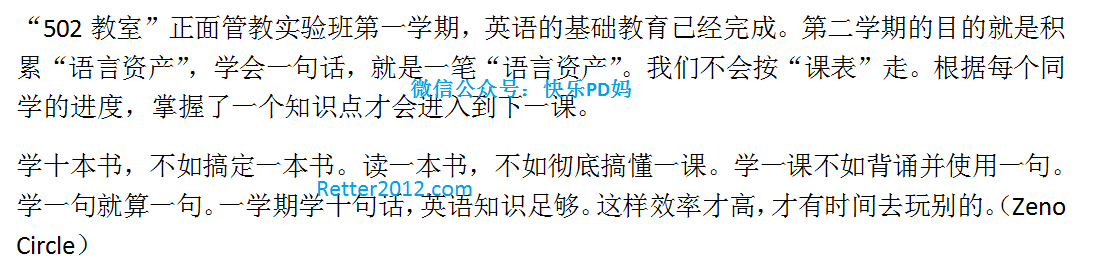 “502 教室”正面管教实验班第一学期，英语的基础教育已经完成。第二学期的目的就是积
累“语言资产”，学会一句话，就是一笔“语言资产”。我们不会按“课表”走。根据每个同
微信公众号：快乐PD妈
学的进度，掌握了一个知识点才会进入到下一课。
学十本书，不如搞定一本书。读一本书，不如彻底搞懂一课。学一课不如背诵并使用一句。
Retter2012.com
学一句就算一句。一学期学十句话，英语知识足够。这样效率才高，才有时间去玩别的。（Zeno
Circle）